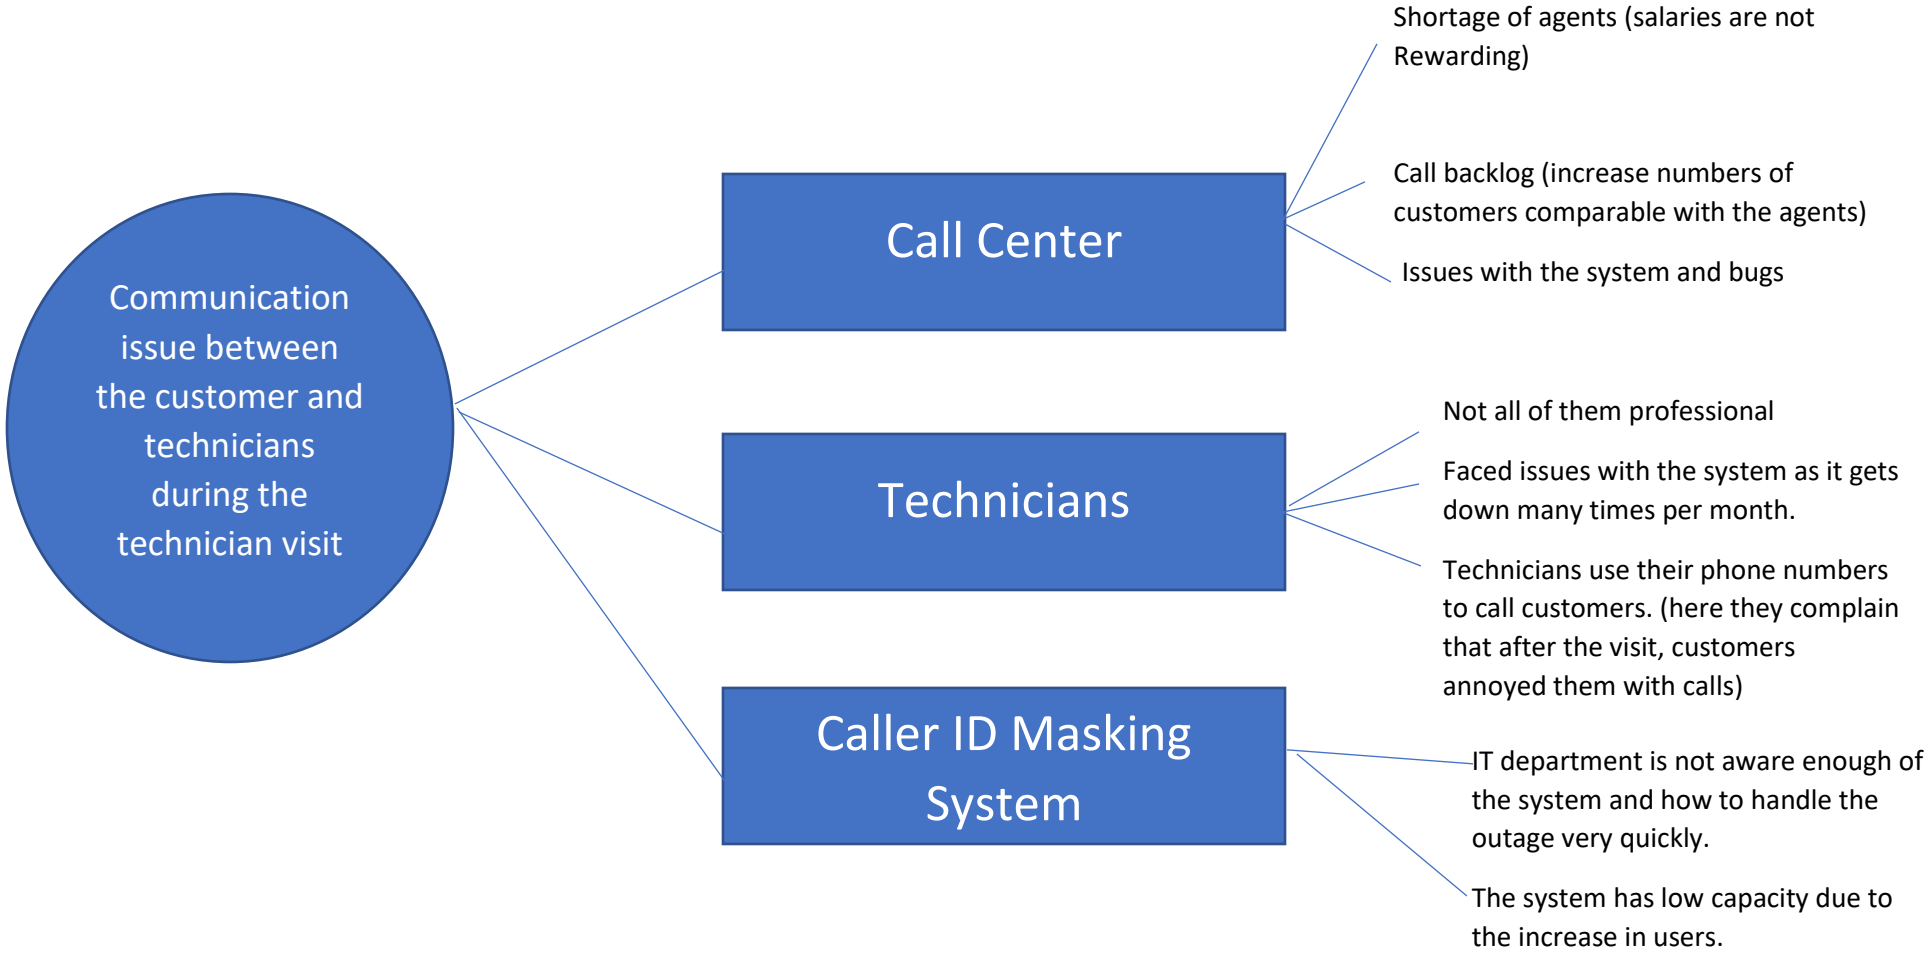 Communication
issue between
the customer and
technicians
during the
technician visit
Call Center
Shortage of agents (salaries are not
Rewarding)
Call backlog (increase numbers of
customers comparable with the agents)
Issues with the system and bugs
Technicians
Not all of them professional
Faced issues with the system as it gets
down many times per month.
Technicians use their phone numbers
to call customers. (here they complain
that after the visit, customers
annoyed them with calls)
Caller ID Masking
System
IT department is not aware enough of
the system and how to handle the
outage very quickly.
The system has low capacity due to
the increase in users.